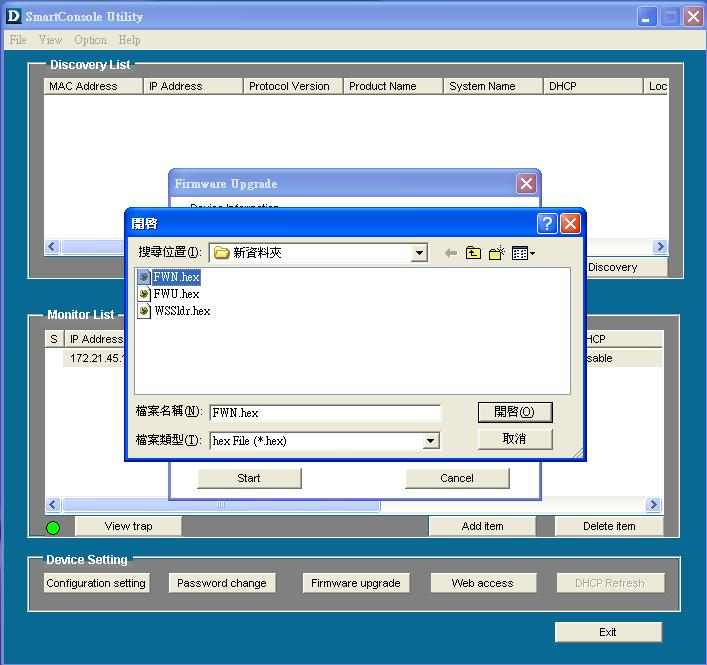 SmartConsole Utility
File View Option Help
Discovery List
MAC Address IP Address Protocol Version Product Name System Name DHCP Loc
Firmware Upgrade
Device Information
開啓
搜尋位置(I): 新資料夾
FWN.hex
FWU.hex
WSSldr.hex
檔案名稱(N): FWN.hex 開啓(O)
檔案類型(T): hex File (*.hex) 取消
Discovery
Monitor List
S IP Address HCP
172.21.45. sable
Start Cancel
View trap Add item Delete item
Device Setting
Configuration setting Password change Firmware upgrade Web access DHCP Refresh
Exit